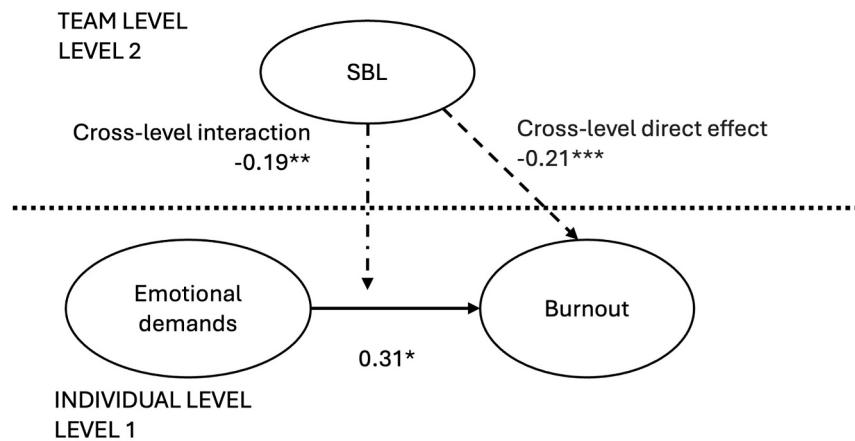 TEAM LEVEL
LEVEL 2
SBL
Cross-level interaction
-0.19**
Cross-level direct effect
-0.21***
Emotional
demands
Burnout
0.31*
INDIVIDUAL LEVEL
LEVEL 1